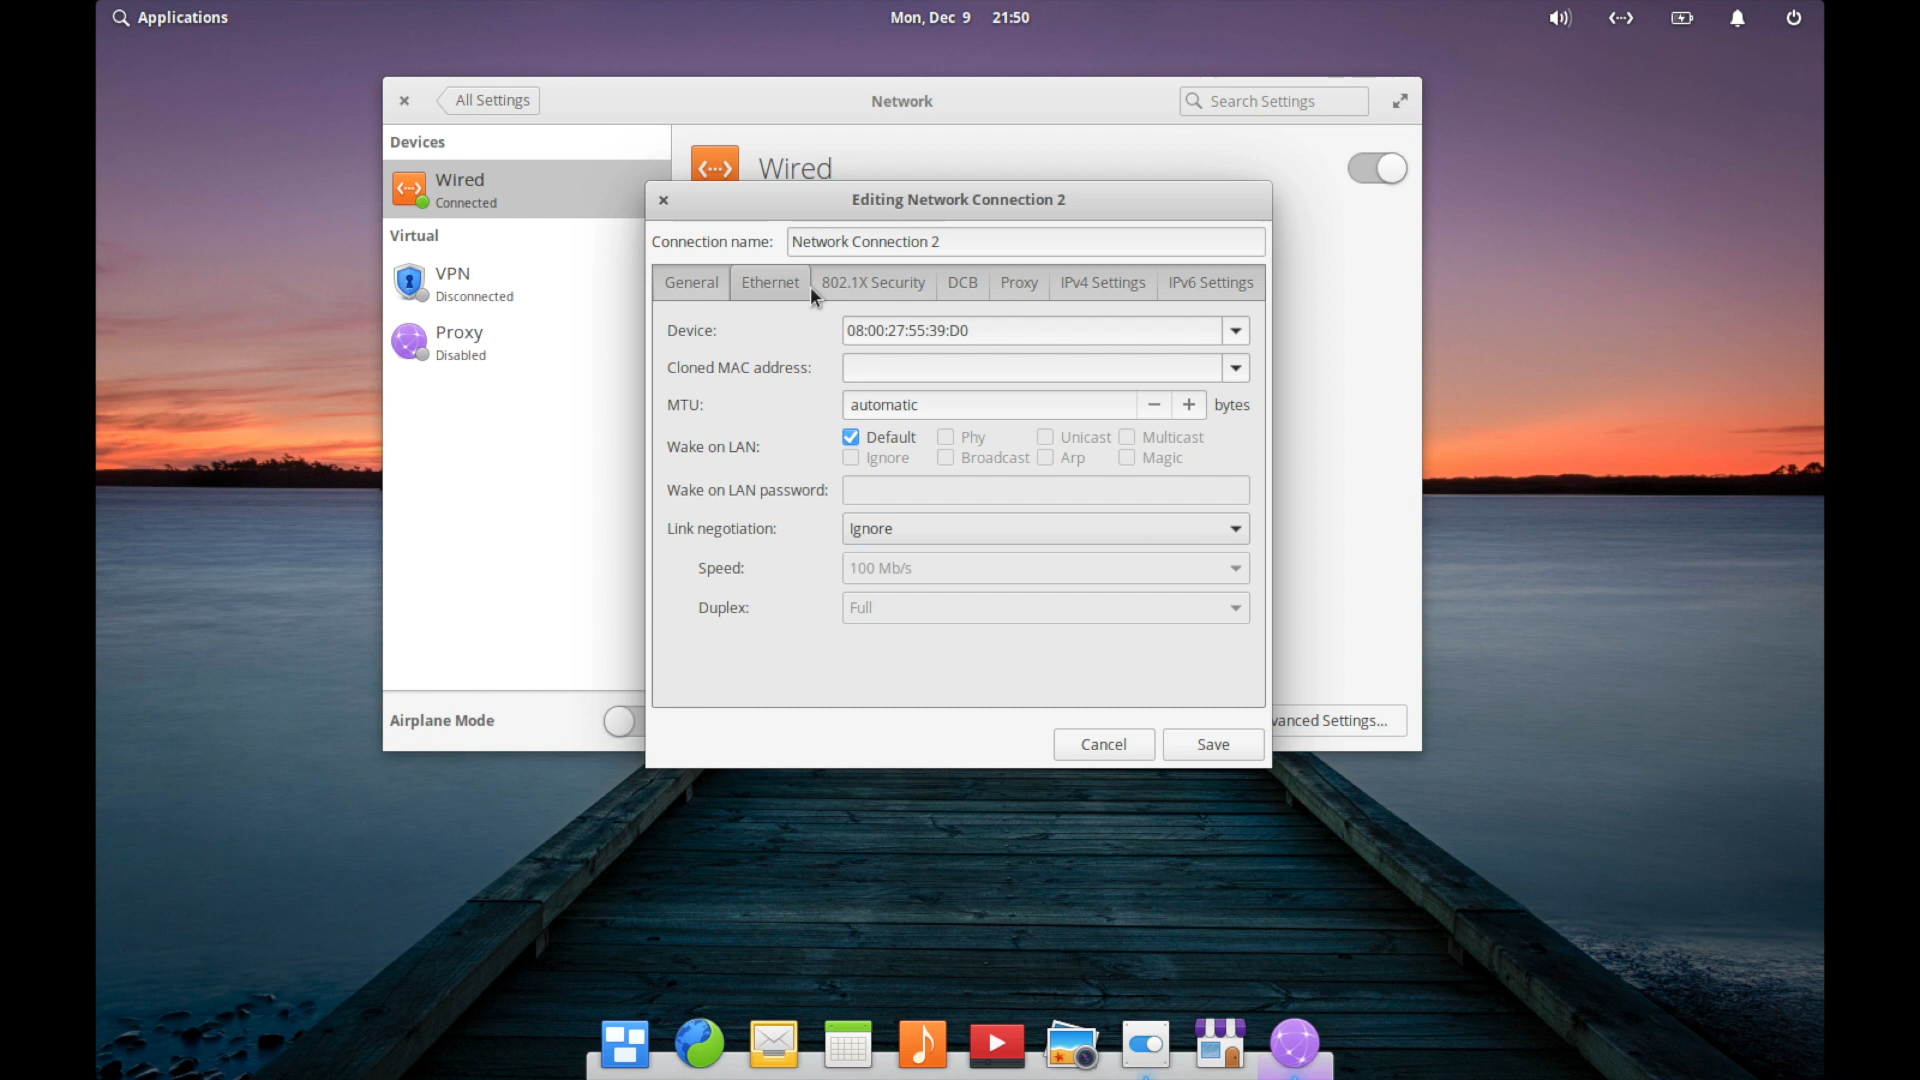 Applications
Mon, Dec 9 21:50
All Settings
Network
Search Settings
Devices
Wired
Connected
Virtual
VPN
Disconnected
Proxy
Disabled
Airplane Mode
Wired
Editing Network Connection 2
Connection name: Network Connection 2
General Ethernet 802.1X Security DCB Proxy IPv4 Settings IPv6 Settings
Device: 08:00:27:55:39:D0
Cloned MAC address:
MTU: automatic − + bytes
Wake on LAN:
Default Phy Unicast Multicast
Ignore Broadcast Arp Magic
Wake on LAN password:
Link negotiation: Ignore
Speed: 100 Mb/s
Duplex: Full
Cancel Save
vanced Settings...